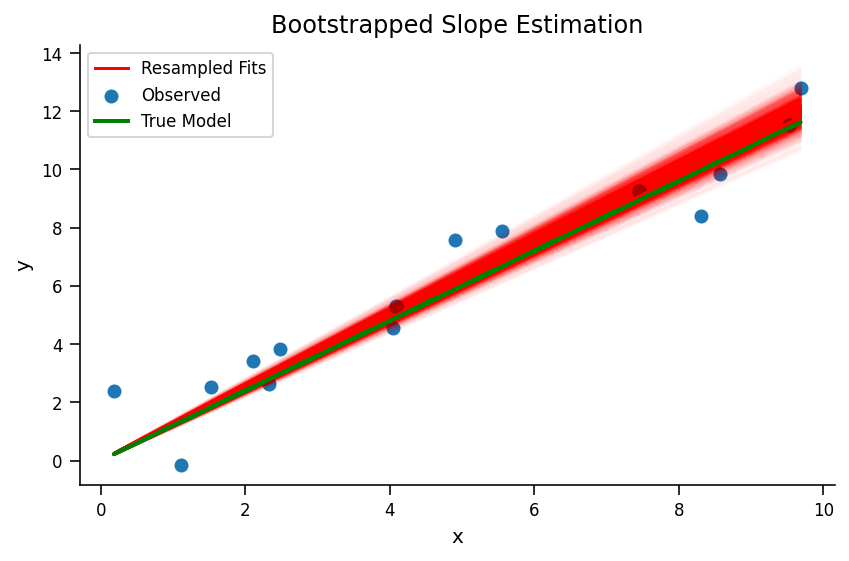 Bootstrapped Slope Estimation
Resampled Fits
Observed
True Model
y
14
12
10
8
6
4
2
0
0 2 4 6 8 10
x